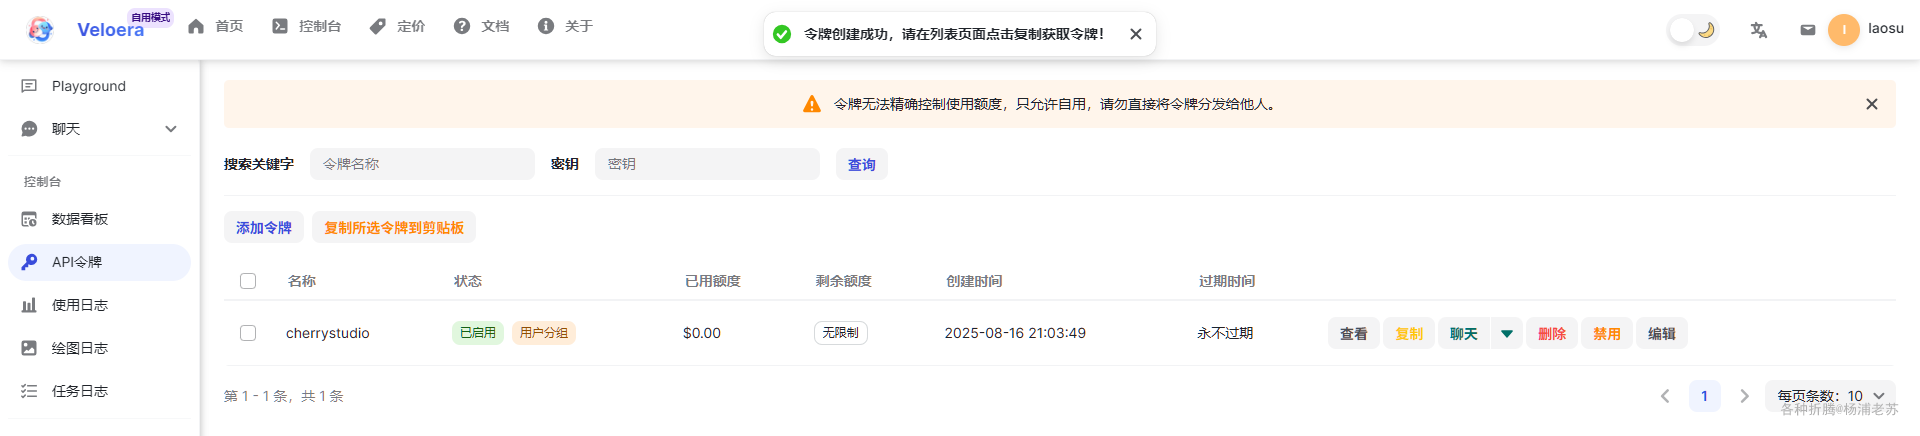 Veloera 自用模式 首页 控制台 定价 文档 关于 laosu
令牌创建成功，请在列表页面点击复制获取令牌！
Playground
聊天
控制台
数据看板
API令牌
使用日志
绘图日志
任务日志
令牌无法精确控制使用额度，只允许自用，请勿直接将令牌分发给他人。
搜索关键字 令牌名称 密钥 密钥 查询
添加令牌 复制所选令牌到剪贴板
名称 状态 已用额度 剩余额度 创建时间 过期时间
cherrystudio 已启用 用户分组 $0.00 无限制 2025-08-16 21:03:49 永不过期 查看 复制 聊天 删除 禁用 编辑
第 1 - 1 条，共 1 条 1 每页条数：10
各种折腾@杨浦老苏